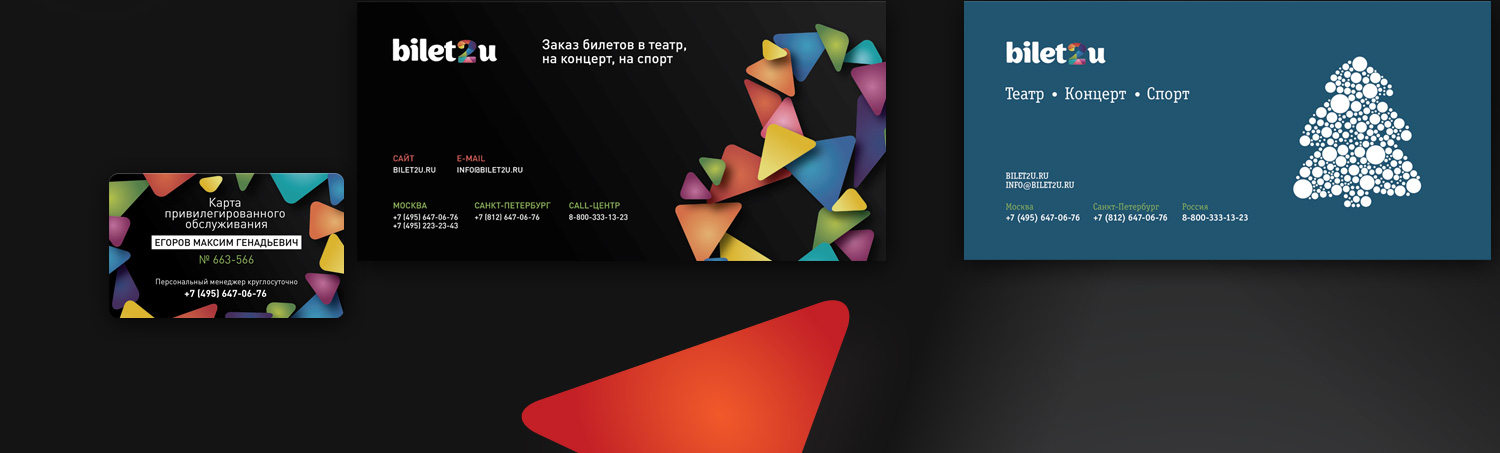 Карта
привилегированного
обслуживания
ЕГОРОВ МАКСИМ ГЕНАДЬЕВИЧ
№ 663-566
Персональный менеджер круглосуточно
+7 (495) 647-06-76
bilet2u
Заказ билетов в театр,
на концерт, на спорт
САЙТ E-MAIL
BILET2U.RU INFO@BILET2U.RU
МОСКВА САНКТ-ПЕТЕРБУРГ CALL-ЦЕНТР
+7 (495) 647-06-76 +7 (812) 647-06-76 8-800-333-13-23
+7 (495) 223-23-43
bilet2u
Театр • Концерт • Спорт
BILET2U.RU
INFO@BILET2U.RU
Москва Санкт-Петербург Россия
+7 (495) 647-06-76 +7 (812) 647-06-76 8-800-333-13-23